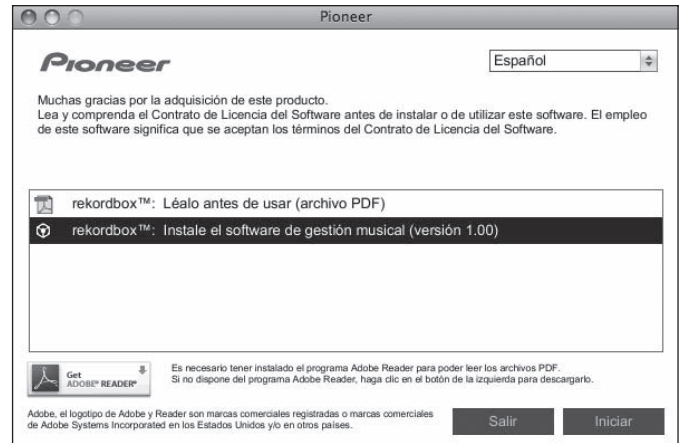 Pioneer
Pioneer
Español
Muchas gracias por la adquisición de este producto.
Lea y comprenda el Contrato de Licencia del Software antes de instalar o de utilizar este software. El empleo
de este software significa que se aceptan los términos del Contrato de Licencia del Software.
rekordbox™: Léalo antes de usar (archivo PDF)
rekordbox™: Instale el software de gestión musical (versión 1.00)
Get
ADOBE® READER®
Es necesario tener instalado el programa Adobe Reader para poder leer los archivos PDF.
Si no dispone del programa Adobe Reader, haga clic en el botón de la izquierda para descargarlo.
Adobe, el logotipo de Adobe y Reader son marcas comerciales registradas o marcas comerciales
de Adobe Systems Incorporated en los Estados Unidos y/o en otros países.
Salir
Iniciar